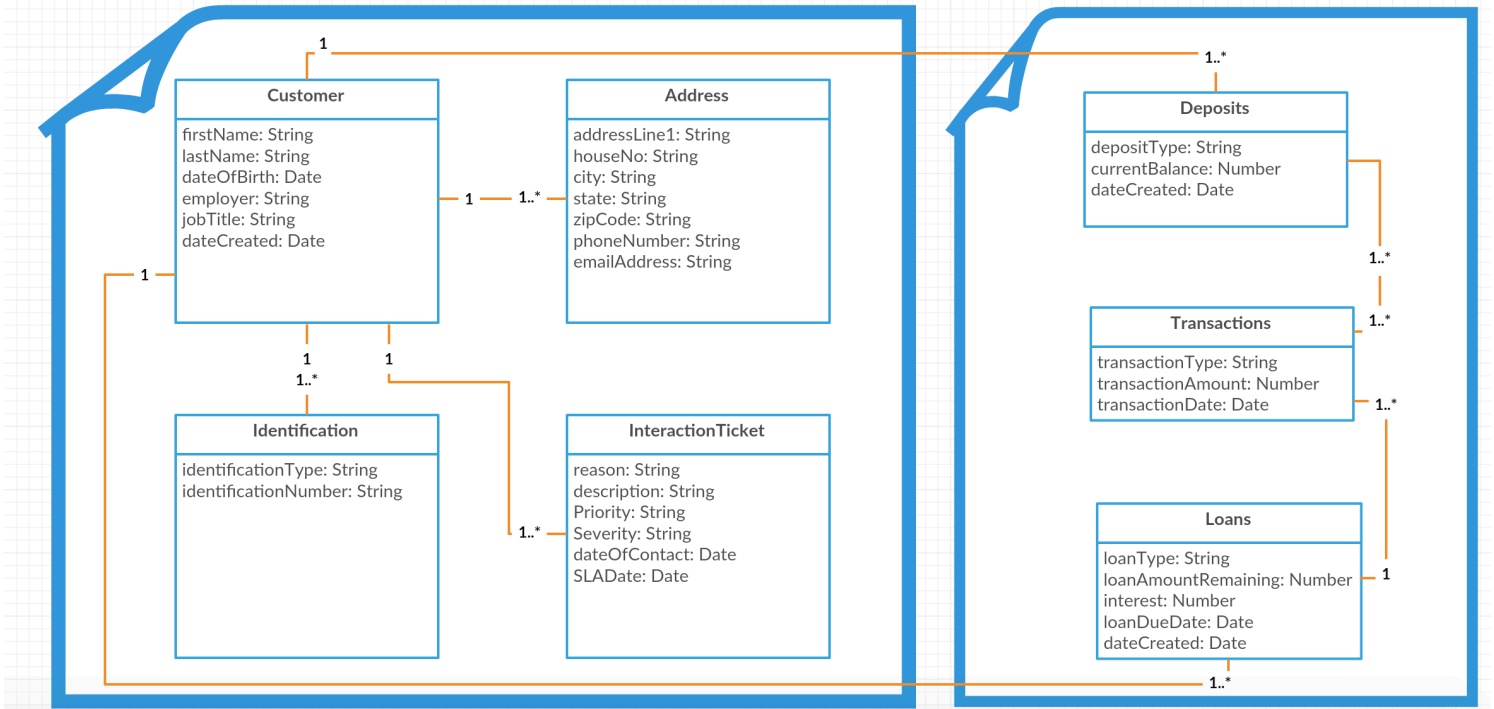 1
1..*
Customer
firstName: String
lastName: String
dateOfBirth: Date
employer: String
jobTitle: String
dateCreated: Date
1
1..*
Address
addressLine1: String
houseNo: String
city: String
state: String
zipCode: String
phoneNumber: String
emailAddress: String
1
1
1..*
1
Identification
identificationType: String
identificationNumber: String
InteractionTicket
reason: String
description: String
Priority: String
Severity: String
dateOfContact: Date
SLADate: Date
1..*
Deposits
depositType: String
currentBalance: Number
dateCreated: Date
1..*
1..*
Transactions
transactionType: String
transactionAmount: Number
transactionDate: Date
1..*
Loans
loanType: String
loanAmountRemaining: Number
interest: Number
loanDueDate: Date
dateCreated: Date
1
1..*